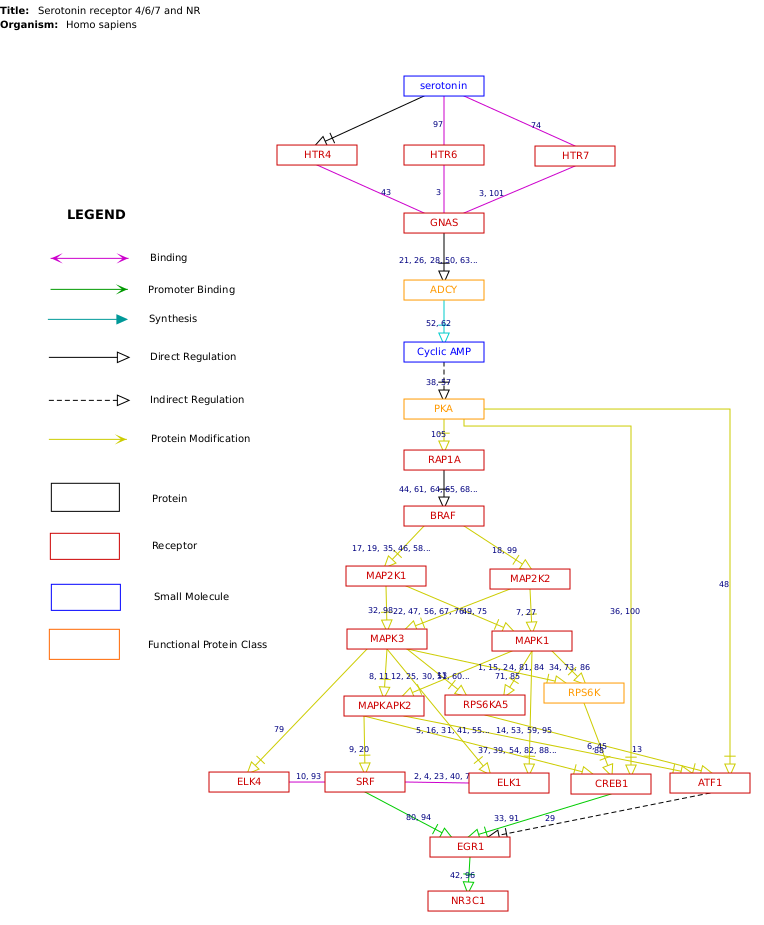 Title: Serotonin receptor 4/6/7 and NR
Organism: Homo sapiens
serotonin
97
74
HTR4
HTR6
HTR7
43
3
3, 101
GNAS
LEGEND
21, 26, 28, 50, 63...
Binding
ADCY
Promoter Binding
Synthesis
52, 62
Cyclic AMP
Direct Regulation
38, 57
Indirect Regulation
PKA
105
Protein Modification
RAP1A
44, 61, 64, 65, 68...
Protein
BRAF
Receptor
17, 19, 35, 46, 58...
18, 99
MAP2K1
MAP2K2
48
Small Molecule
32, 98
22, 47, 56, 67, 76...
49, 75
7, 27
36, 100
Functional Protein Class
MAPK3
MAPK1
1, 15, 24, 81, 84
34, 73, 86
8, 11
12, 25, 30, 51, 60...
71, 85
RPS6K
MAPKAPK2
RPS6KA5
79
5, 16, 31, 41, 55...
14, 53, 59, 95
9, 20
37, 39, 54, 82, 88...
6, 45
88
13
ELK4
10, 93
SRF
2, 4, 23, 40, 7
ELK1
CREB1
ATF1
80, 94
33, 91
29
EGR1
42, 96
NR3C1